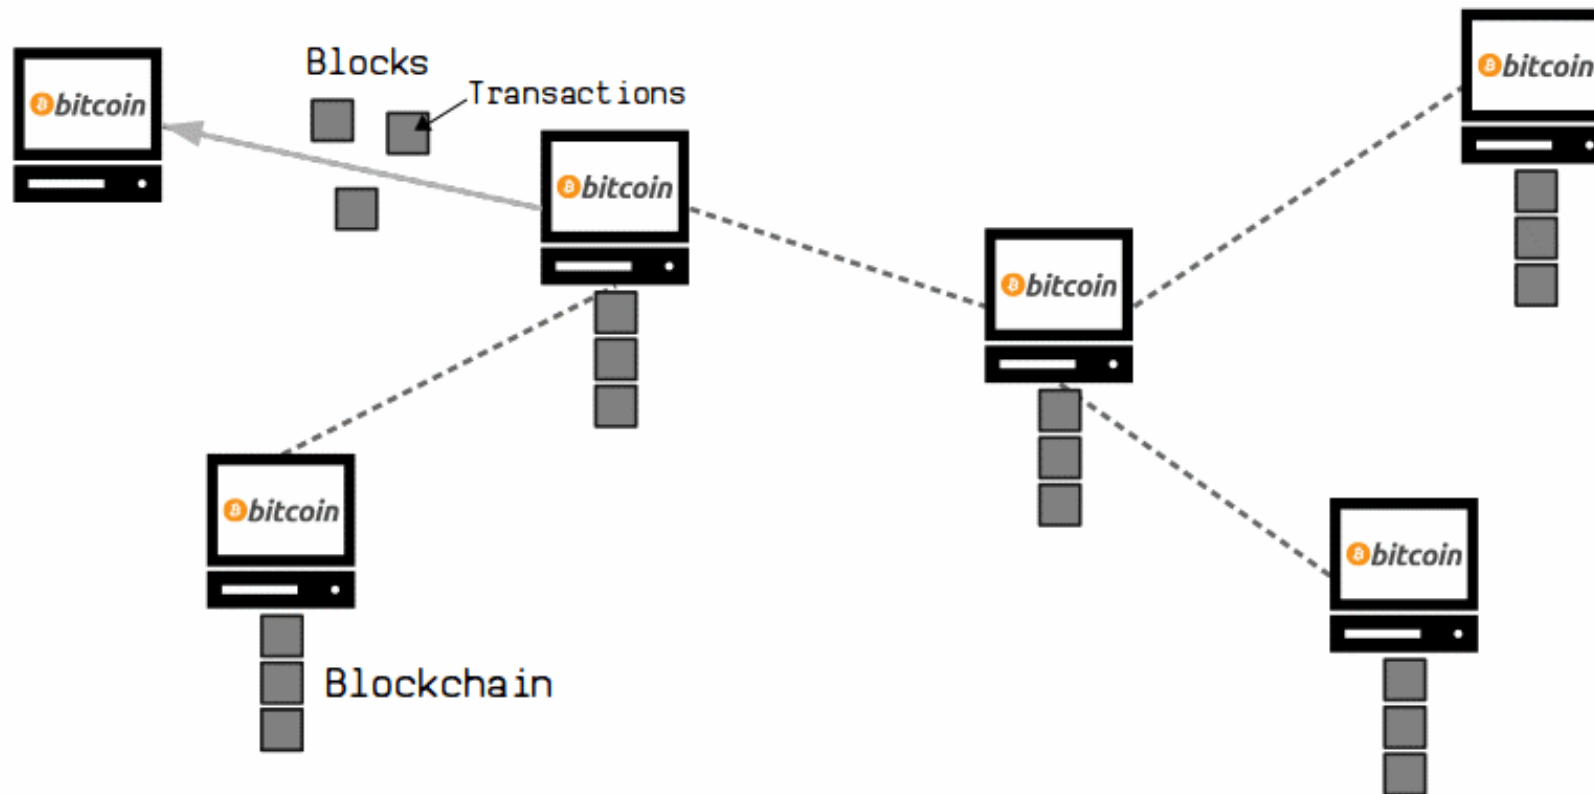 bitcoin
Blocks
Transactions
bitcoin
bitcoin
bitcoin
bitcoin
Blockchain
bitcoin